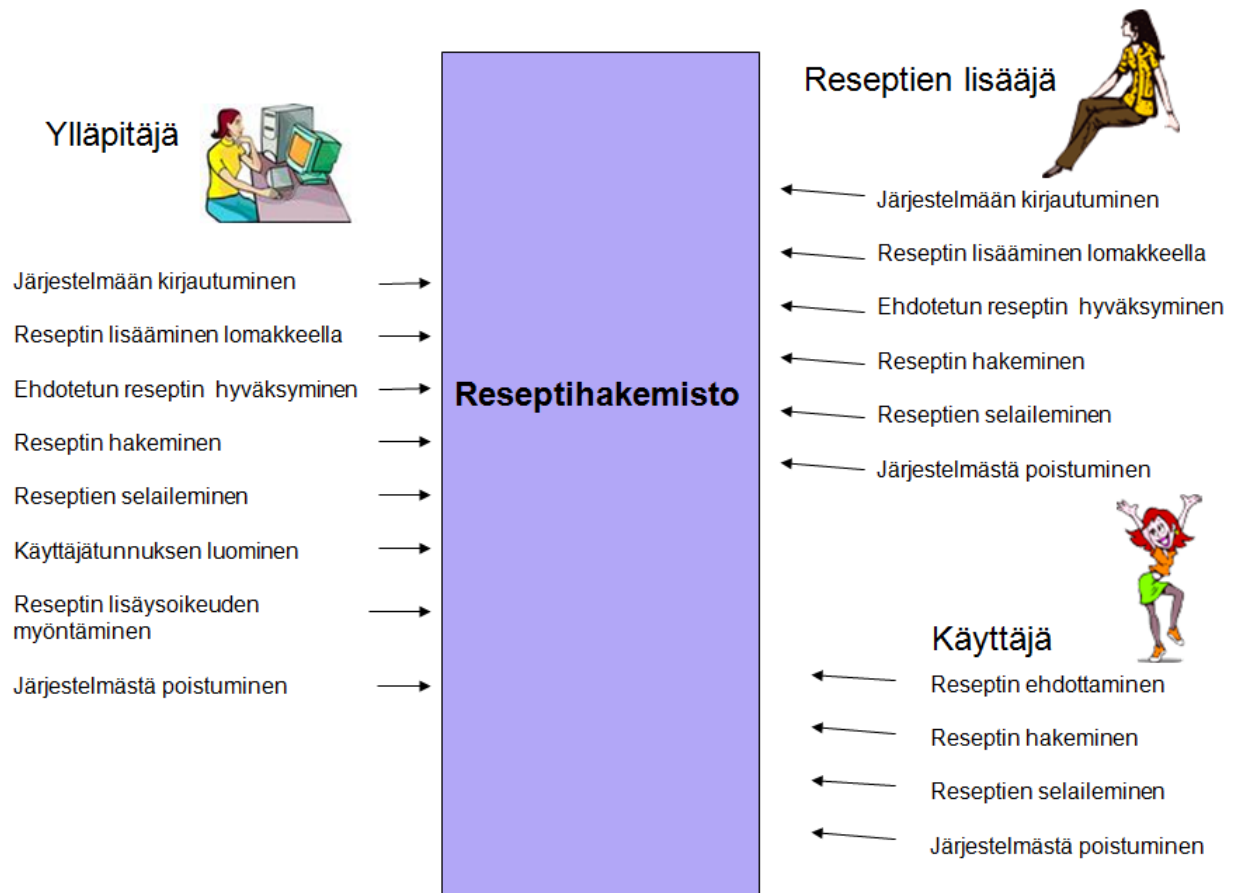 Ylläpitäjä
Järjestelmään kirjautuminen
Reseptin lisääminen lomakkeella
Ehdotetun reseptin hyväksyminen
Reseptin hakeminen
Reseptien selaileminen
Käyttäjätunnuksen luominen
Reseptin lisäysoikeuden
myöntäminen
Järjestelmästä poistuminen
Reseptihakemisto
Reseptien lisääjä
Järjestelmään kirjautuminen
Reseptin lisääminen lomakkeella
Ehdotetun reseptin hyväksyminen
Reseptin hakeminen
Reseptien selaileminen
Järjestelmästä poistuminen
Käyttäjä
Reseptin ehdottaminen
Reseptin hakeminen
Reseptien selaileminen
Järjestelmästä poistuminen